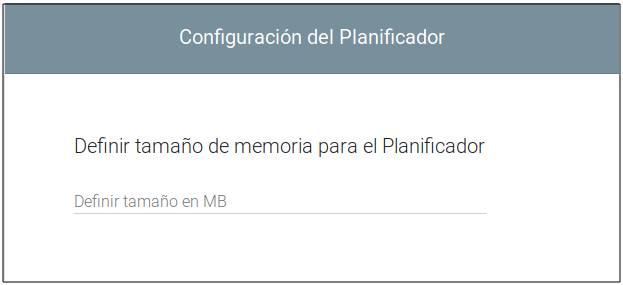 Configuración del Planificador
Definir tamaño de memoria para el Planificador
Definir tamaño en MB